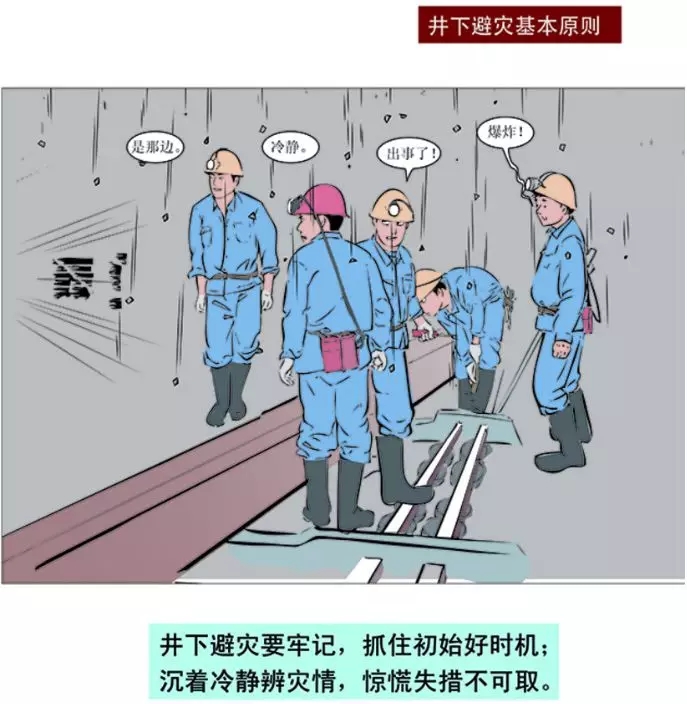 井下避灾基本原则
是那边。
冷静。
出事了！
爆炸！
井下避灾要牢记，抓住初始好时机；
沉着冷静辨灾情，惊慌失措不可取。